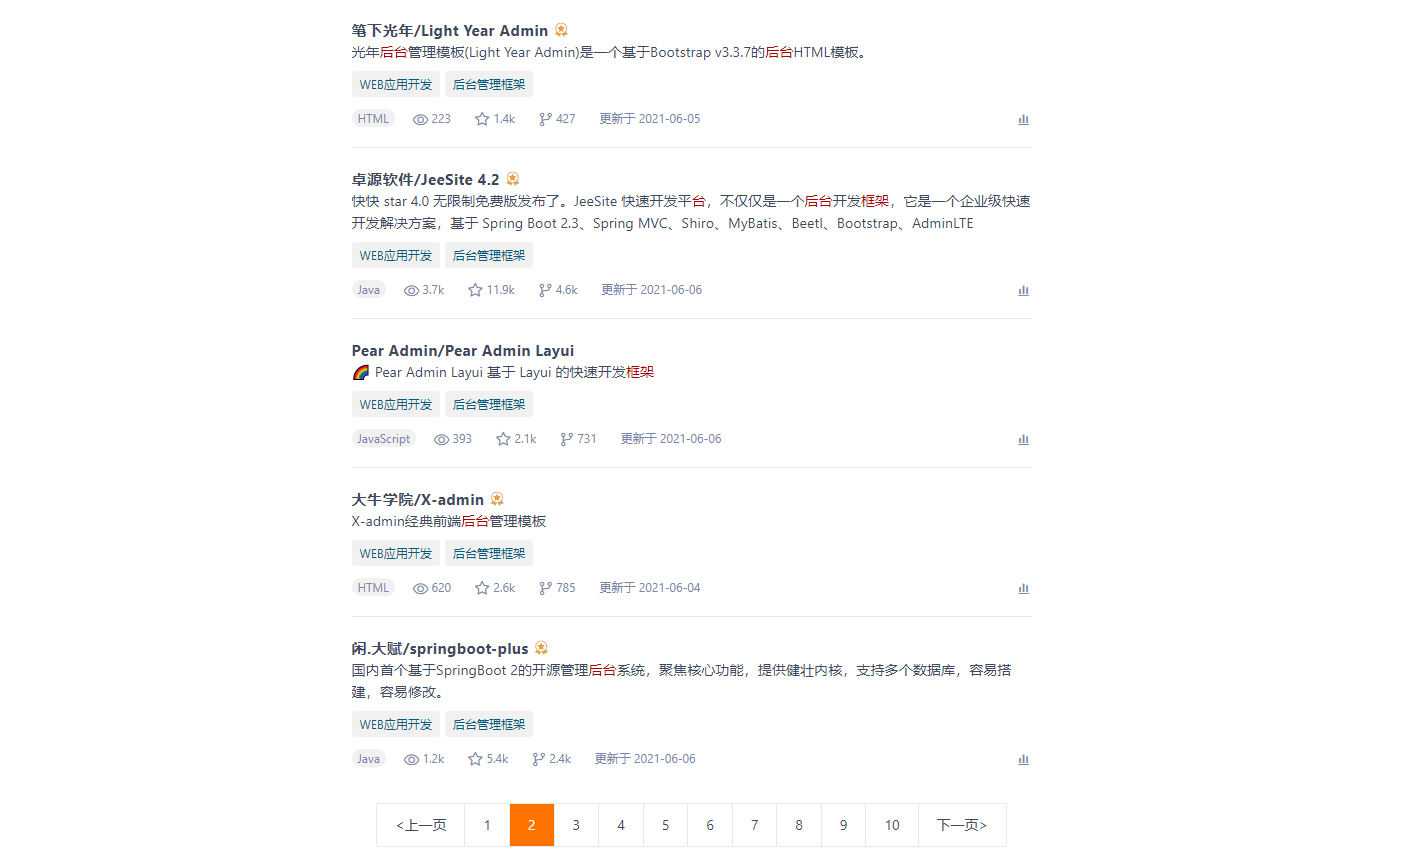 笔下光年/Light Year Admin
光年后台管理模板(Light Year Admin)是一个基于Bootstrap v3.3.7的后台HTML模板。
WEB应用开发 后台管理框架
HTML 223 1.4k 427 更新于 2021-06-05
卓源软件/JeeSite 4.2
快快 star 4.0 无限制免费版发布了。JeeSite 快速开发平台，不仅仅是一个后台开发框架，它是一个企业级快速
开发解决方案，基于 Spring Boot 2.3、Spring MVC、Shiro、MyBatis、Beetl、Bootstrap、AdminLTE
WEB应用开发 后台管理框架
Java 3.7k 11.9k 4.6k 更新于 2021-06-06
Pear Admin/Pear Admin Layui
Pear Admin Layui 基于 Layui 的快速开发框架
WEB应用开发 后台管理框架
JavaScript 393 2.1k 731 更新于 2021-06-06
大牛学院/X-admin
X-admin经典前端后台管理模板
WEB应用开发 后台管理框架
HTML 620 2.6k 785 更新于 2021-06-04
闲.大赋/springboot-plus
国内首个基于SpringBoot 2的开源管理后台系统，聚焦核心功能，提供健壮内核，支持多个数据库，容易搭
建，容易修改。
WEB应用开发 后台管理框架
Java 1.2k 5.4k 2.4k 更新于 2021-06-06
<上一页 1 2 3 4 5 6 7 8 9 10 下一页>